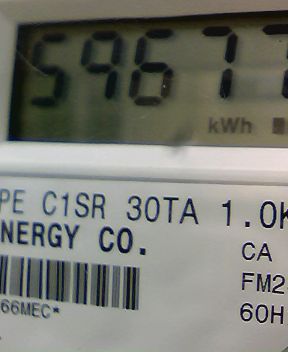 59677
kWh
PE C1SR 30TA 1.0K
NERGY CO.
CA
FM2
66MEC*
60H